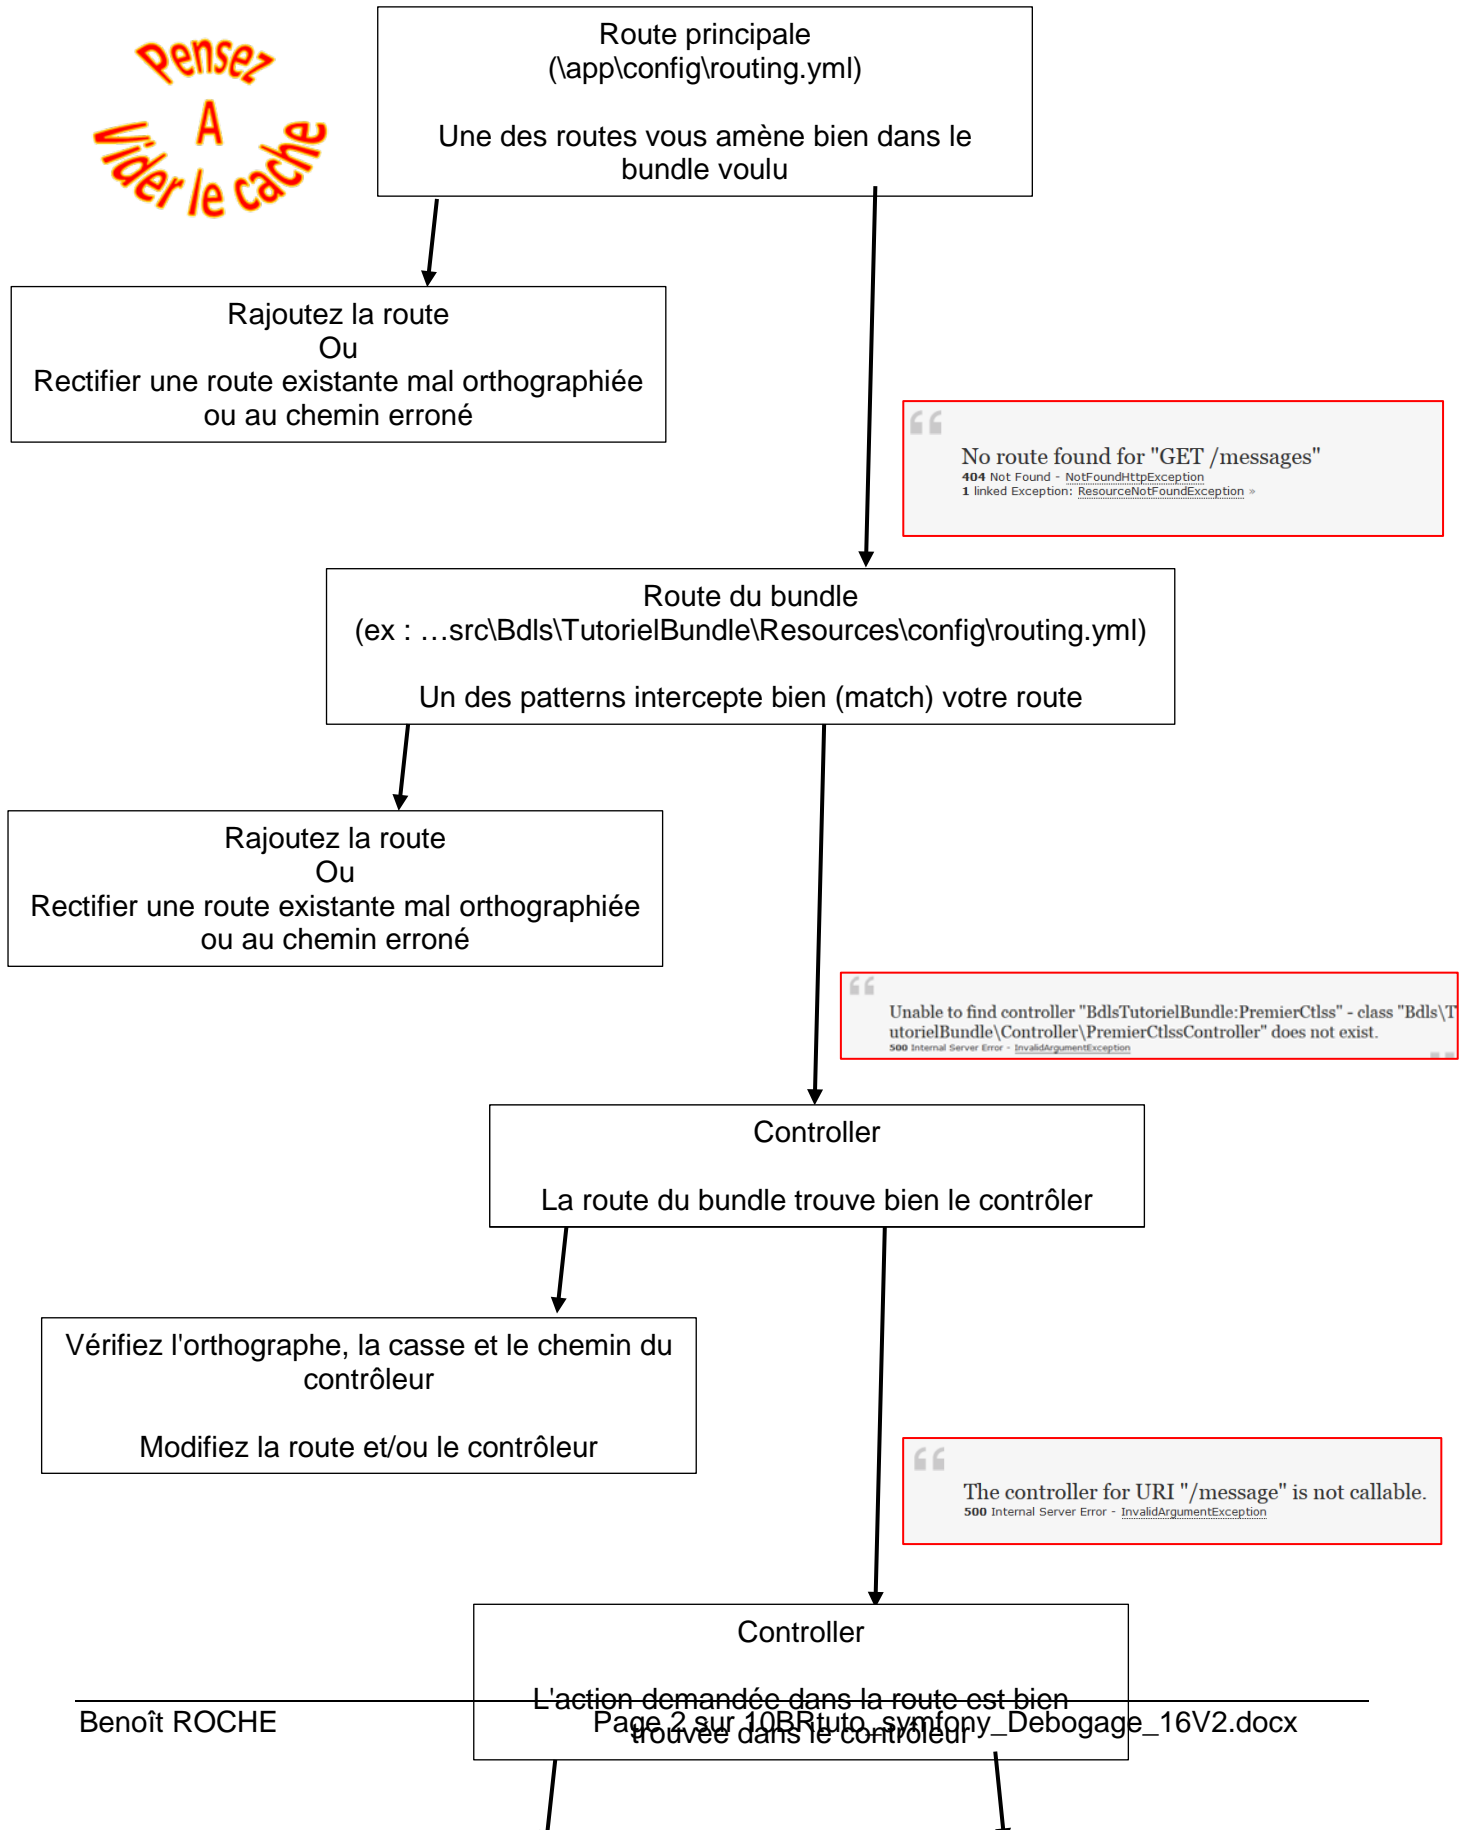 Pensez
A
Vider le cache
Route principale
(\app\config\routing.yml)
Une des routes vous amène bien dans le
bundle voulu
Rajoutez la route
Ou
Rectifier une route existante mal orthographiée
ou au chemin erroné
No route found for "GET /messages"
404 Not Found - NotFoundHttpException
1 linked Exception: ResourceNotFoundException »
Route du bundle
(ex : …src\Bdls\TutorielBundle\Resources\config\routing.yml)
Un des patterns intercepte bien (match) votre route
Rajoutez la route
Ou
Rectifier une route existante mal orthographiée
ou au chemin erroné
Unable to find controller "BdlsTutorielBundle:PremierCtlss" - class "Bdls\T
utorielBundle\Controller\PremierCtlssController" does not exist.
500 Internal Server Error - InvalidArgumentException
Controller
La route du bundle trouve bien le contrôler
Vérifiez l'orthographe, la casse et le chemin du
contrôleur
Modifiez la route et/ou le contrôleur
The controller for URI "/message" is not callable.
500 Internal Server Error - InvalidArgumentException
Controller
L'action demandée dans la route est bien
trouvée dans le contrôleur
Benoît ROCHE Page 2 sur 10BRtuto_symfony_Debogage_16V2.docx